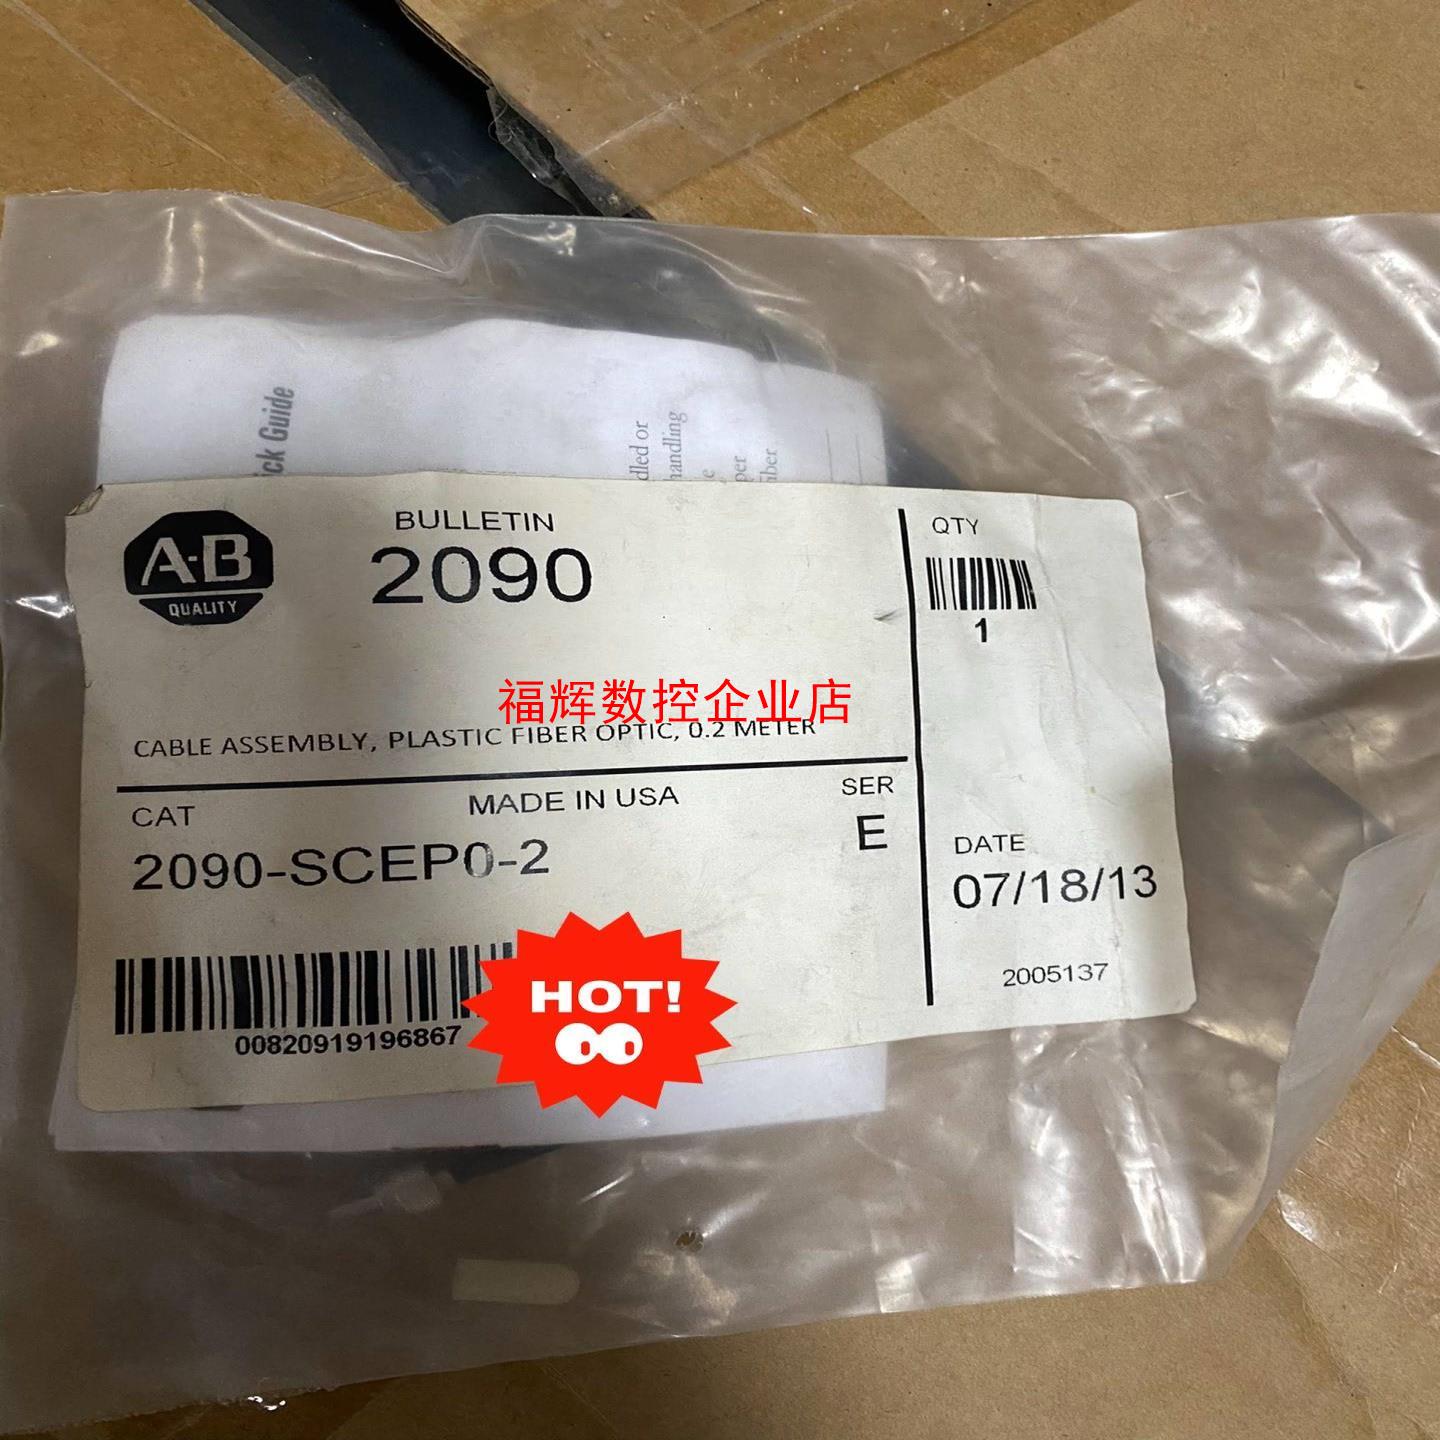 ick Guide
dled or
handling
e
per
iber
A-B
QUALITY
BULLETIN
2090
QTY
1
福辉数控企业店
CABLE ASSEMBLY, PLASTIC FIBER OPTIC, 0.2 METER
CAT
MADE IN USA
SER
2090-SCEP0-2
E
DATE
07/18/13
2005137
00820919196867
HOT!